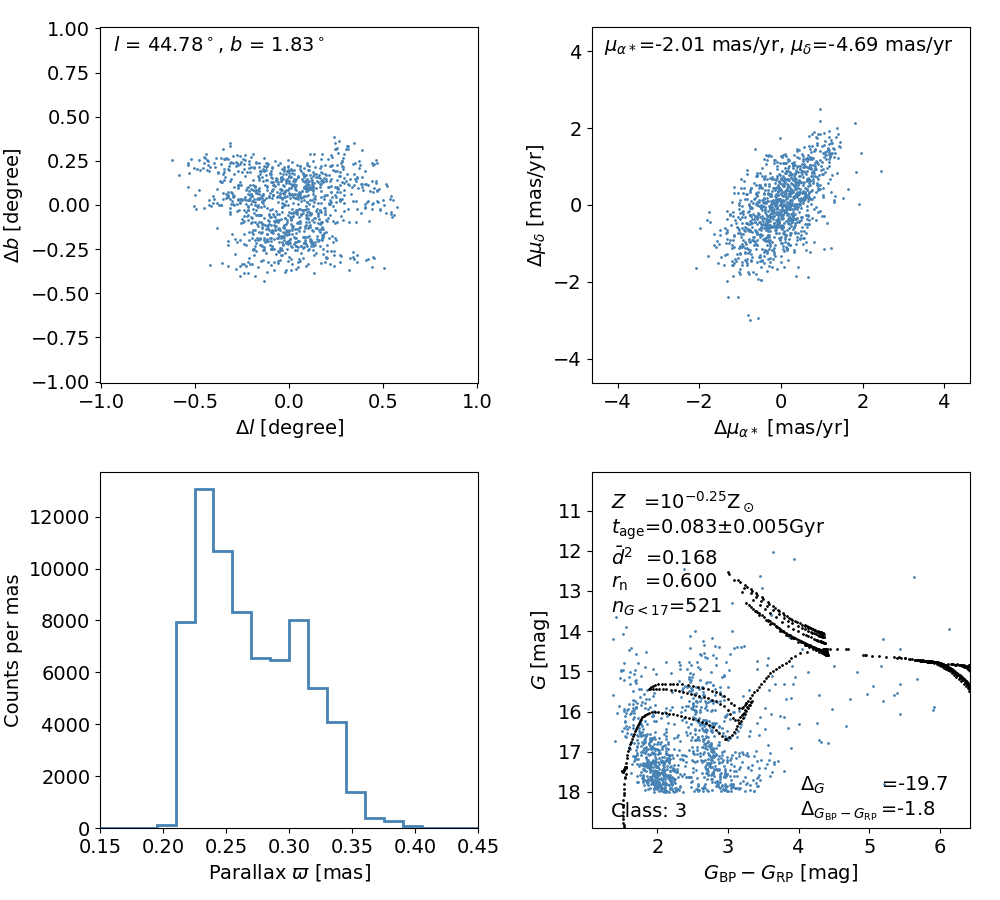 l = 44.78°, b = 1.83°
1.00
0.75
0.50
0.25
0.00
−0.25
−0.50
−0.75
−1.00
−1.0 −0.5 0.0 0.5 1.0
Δb [degree]
Δl [degree]
μα*=-2.01 mas/yr, μδ=-4.69 mas/yr
4
2
0
−2
−4
−4 −2 0 2 4
Δμδ [mas/yr]
Δμα* [mas/yr]
12000
10000
8000
6000
4000
2000
0
0.15 0.20 0.25 0.30 0.35 0.40 0.45
Counts per mas
Parallax ϖ [mas]
Z =10^−0.25 Z⊙
tage=0.083±0.005Gyr
d̄2 =0.168
rn =0.600
nG<17=521
11
12
13
14
15
16
17
18
ΔG =-19.7
ΔGBP−GRP=-1.8
Class: 3
2 3 4 5 6
G [mag]
GBP − GRP [mag]